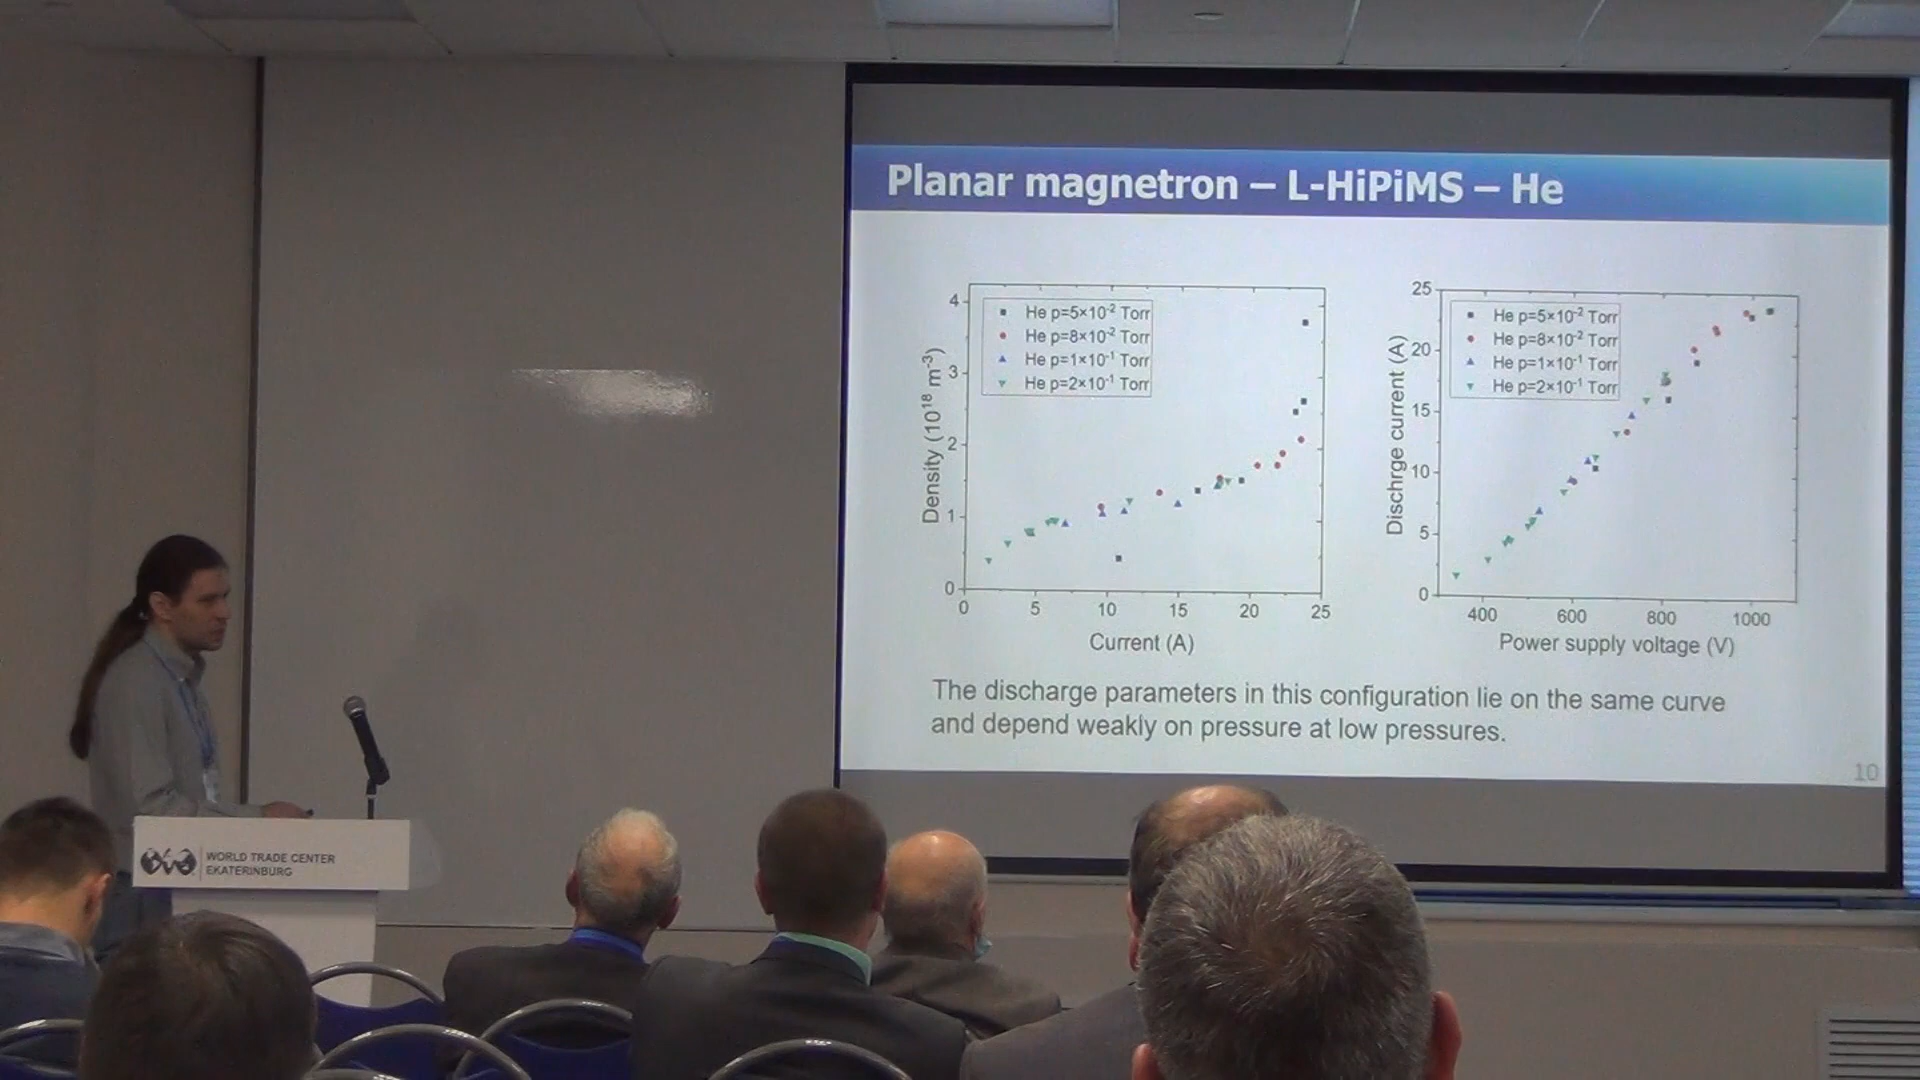 Planar magnetron – L-HiPiMS – He
4
3
2
1
0
Density (10¹⁸ m⁻³)
He p=5×10⁻² Torr
He p=8×10⁻² Torr
He p=1×10⁻¹ Torr
He p=2×10⁻¹ Torr
0 5 10 15 20 25
Current (A)
25
20
15
10
5
0
Dischrge current (A)
He p=5×10⁻² Torr
He p=8×10⁻² Torr
He p=1×10⁻¹ Torr
He p=2×10⁻¹ Torr
400 600 800 1000
Power supply voltage (V)
The discharge parameters in this configuration lie on the same curve
and depend weakly on pressure at low pressures.
10
WORLD TRADE CENTER
EKATERINBURG